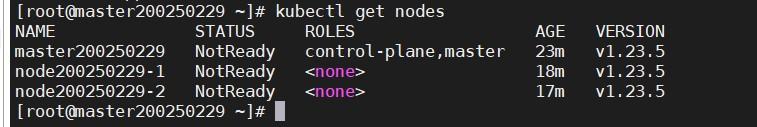 [root@master200250229 ~]# kubectl get nodes
NAME STATUS ROLES AGE VERSION
master200250229 NotReady control-plane,master 23m v1.23.5
node200250229-1 NotReady <none> 18m v1.23.5
node200250229-2 NotReady <none> 17m v1.23.5
[root@master200250229 ~]#